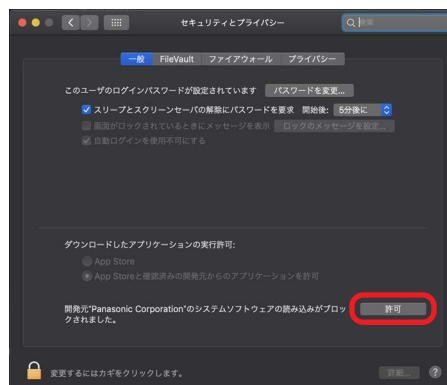 セキュリティとプライバシー
検索
一般 FileVault ファイアウォール プライバシー
このユーザのログインパスワードが設定されています パスワードを変更...
スリープとスクリーンセーバの解除にパスワードを要求 開始後: 5分後に
画面がロックされているときにメッセージを表示 ロックのメッセージを設定...
自動ログインを使用不可にする
ダウンロードしたアプリケーションの実行許可:
App Store
App Storeと確認済みの開発元からのアプリケーションを許可
開発元"Panasonic Corporation"のシステムソフトウェアの読み込みがブロッ 許可
クされました。
変更するにはカギをクリックします。 詳細... ?